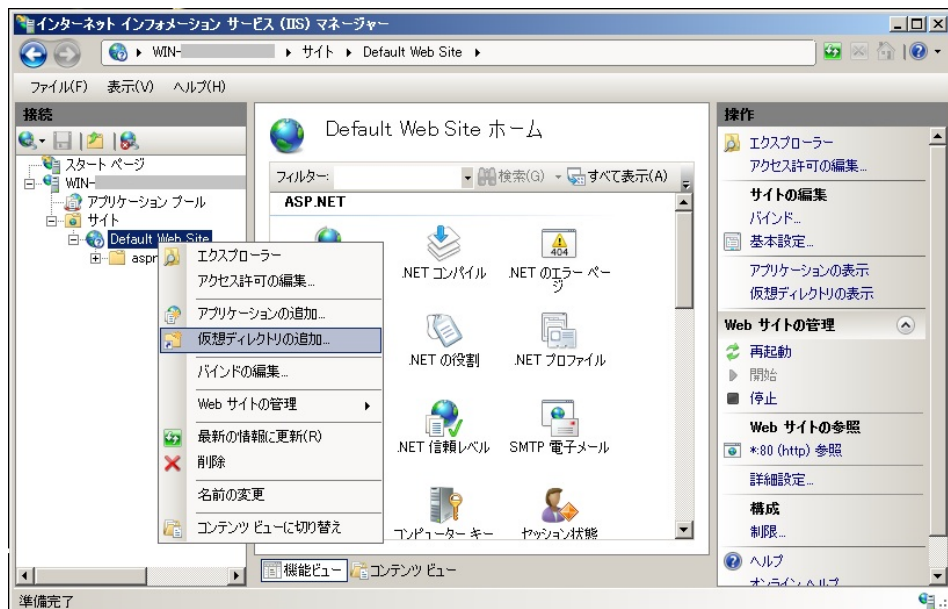 インターネット インフォメーション サービス (IIS) マネージャー
WIN-
サイト
Default Web Site
ファイル(F) 表示(V) ヘルプ(H)
接続
スタート ページ
WIN-
アプリケーション プール
サイト
Default Web Site
aspr
エクスプローラー
アクセス許可の編集...
アプリケーションの追加...
仮想ディレクトリの追加...
バインドの編集...
Web サイトの管理
最新の情報に更新(R)
削除
名前の変更
コンテンツ ビューに切り替え
Default Web Site ホーム
フィルター:
検索(G)
すべて表示(A)
ASP.NET
.NET コンパイル
404
.NET のエラー ページ
.NET の役割
.NET プロファイル
.NET 信頼レベル
SMTP 電子メール
コンピューター キー
セッション状態
機能ビュー
コンテンツ ビュー
操作
エクスプローラー
アクセス許可の編集...
サイトの編集
バインド...
基本設定...
アプリケーションの表示
仮想ディレクトリの表示
Web サイトの管理
再起動
開始
停止
Web サイトの参照
*:80 (http) 参照
詳細設定...
構成
制限...
ヘルプ
オンライン ヘルプ
準備完了